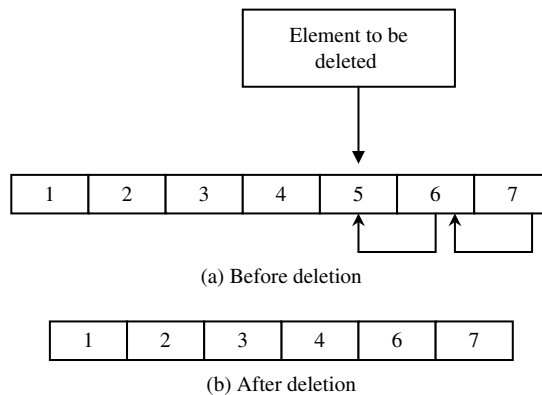 Element to be
deleted
1 2 3 4 5 6 7
(a) Before deletion
1 2 3 4 6 7
(b) After deletion